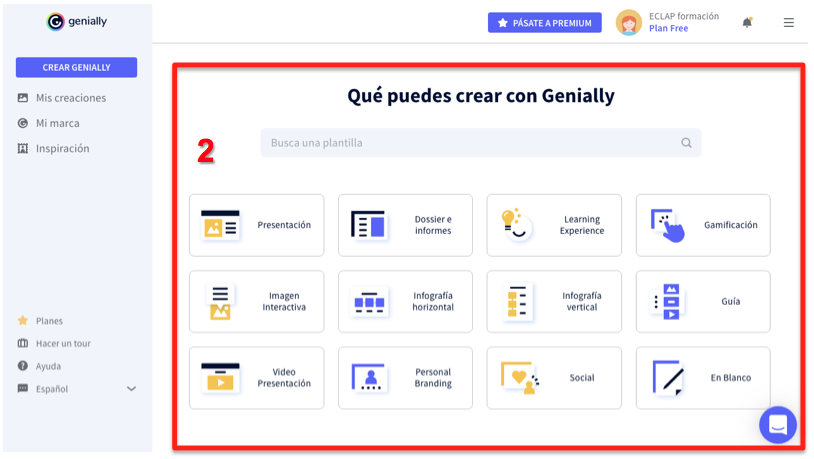 genially
PÁSATE A PREMIUM
ECLAP formación
Plan Free
CREAR GENIALLY
Mis creaciones
Mi marca
Inspiración
Planes
Hacer un tour
Ayuda
Español
Qué puedes crear con Genially
2
Busca una plantilla
Presentación
Dossier e
informes
Learning
Experience
Gamificación
Imagen
Interactiva
Infografía
horizontal
Infografía
vertical
Guía
Video
Presentación
Personal
Branding
Social
En Blanco